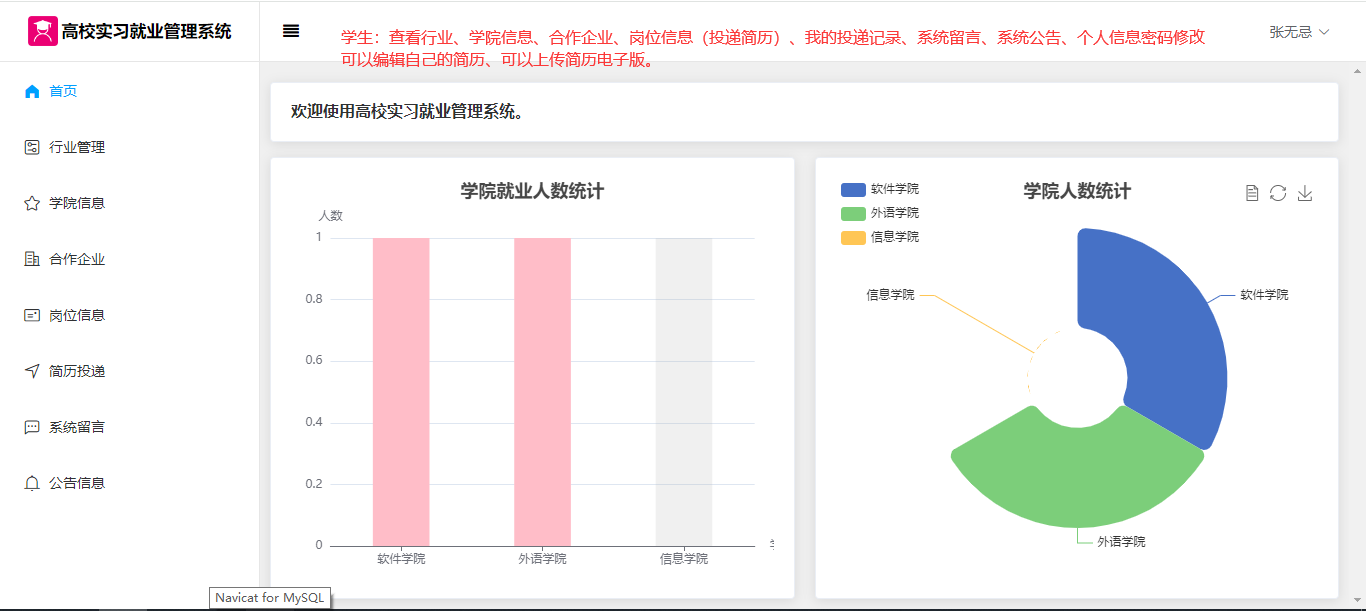 高校实习就业管理系统
学生：查看行业、学院信息、合作企业、岗位信息（投递简历）、我的投递记录、系统留言、系统公告、个人信息密码修改
可以编辑自己的简历、可以上传简历电子版。
张无忌
首页
行业管理
学院信息
合作企业
岗位信息
简历投递
系统留言
公告信息
欢迎使用高校实习就业管理系统。
学院就业人数统计
人数
1
0.8
0.6
0.4
0.2
0
软件学院
外语学院
信息学院
学院人数统计
软件学院
外语学院
信息学院
信息学院
软件学院
外语学院
Navicat for MySQL